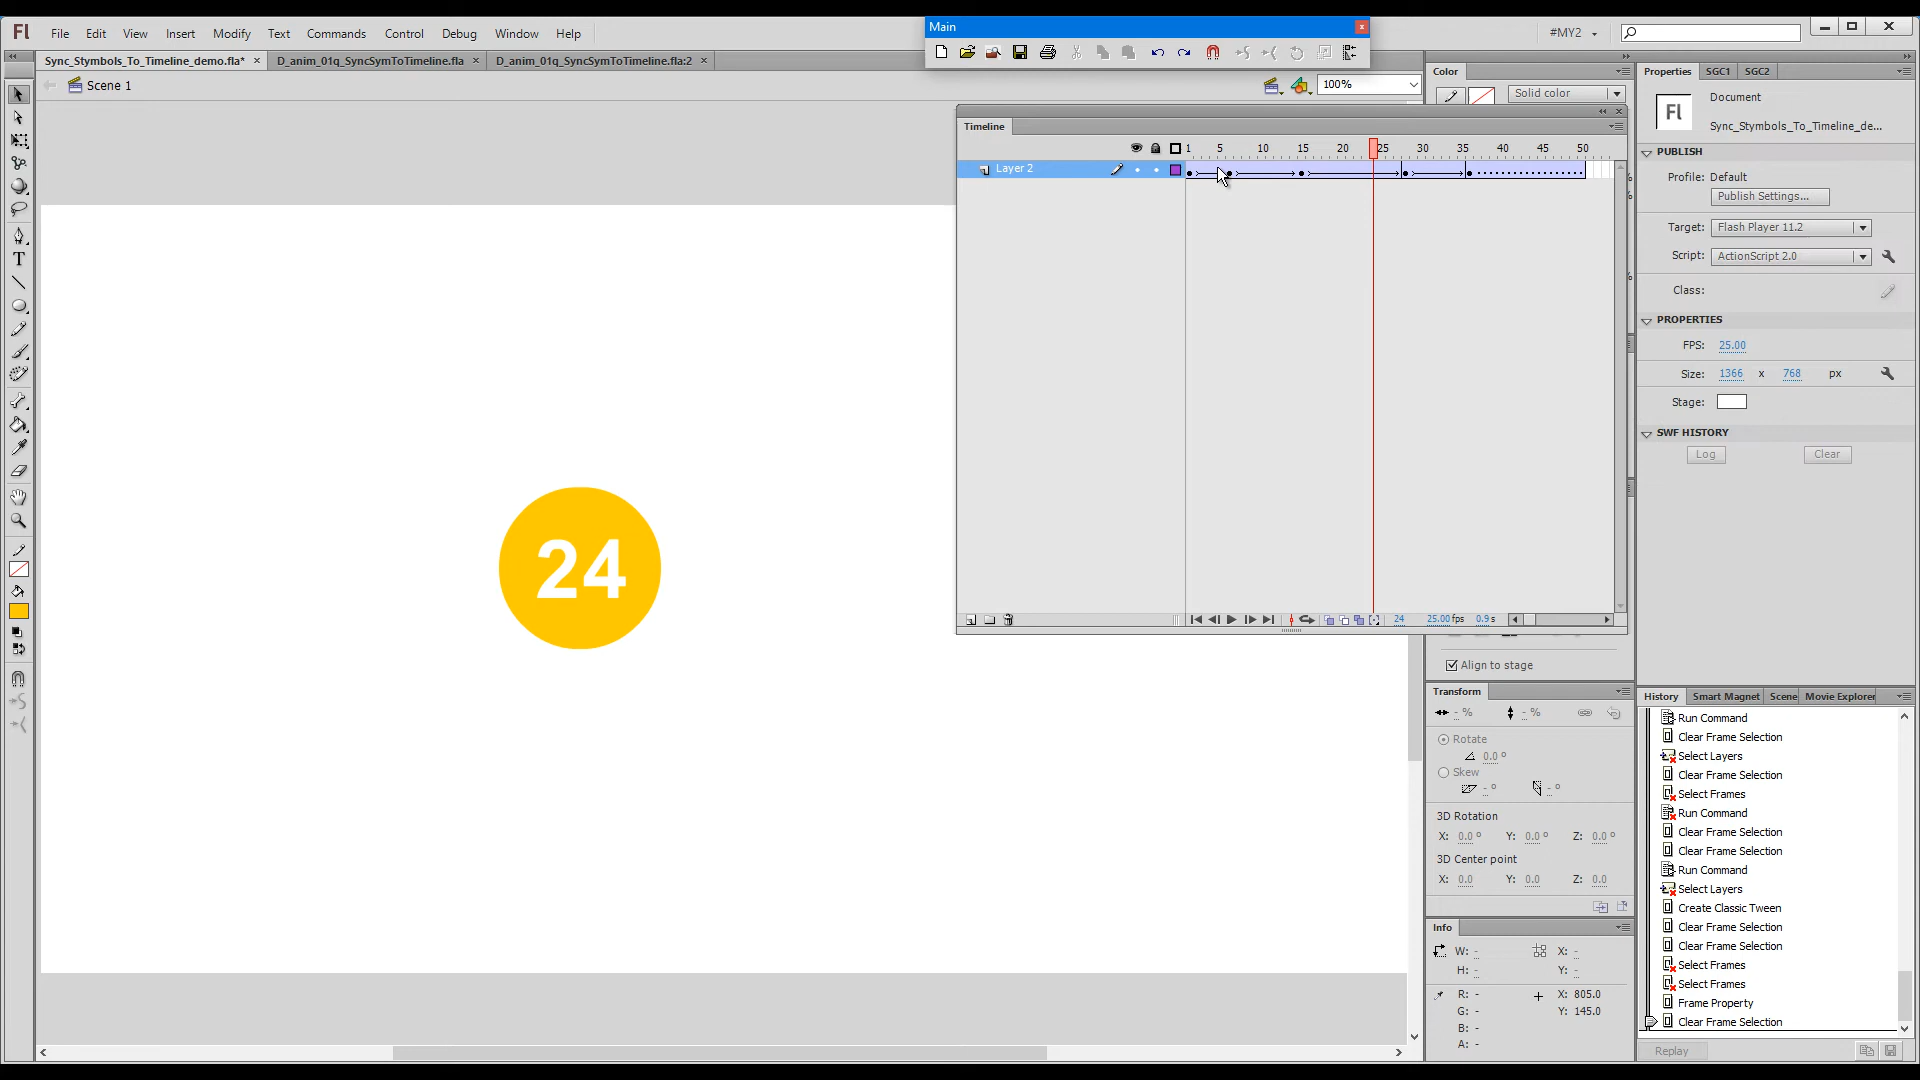 Main
Fl File Edit View Insert Modify Text Commands Control Debug Window Help
#MY2
Sync_Stymbols_To_Timeline_demo.fla* × D_anim_01q_SyncSymToTimeline.fla × D_anim_01q_SyncSymToTimeline.fla:2 ×
Scene 1
100%
Timeline
1 5 10 15 20 25 30 35 40 45 50
Layer 2
24
24 25.00 fps 0.9 s
Color
Solid color
Align to stage
Transform
- % - %
Rotate
0.0 °
Skew
- ° - °
3D Rotation
X: 0.0 ° Y: 0.0 ° Z: 0.0 °
3D Center point
X: 0.0 Y: 0.0 Z: 0.0
Info
W: - X: -
H: - Y: -
R: - X: 805.0
G: - Y: 145.0
B: -
A: -
Properties SGC1 SGC2
Fl
Document
Sync_Stymbols_To_Timeline_de...
PUBLISH
Profile: Default
Publish Settings...
Target: Flash Player 11.2
Script: ActionScript 2.0
Class:
PROPERTIES
FPS: 25.00
Size: 1366 x 768 px
Stage:
SWF HISTORY
Log Clear
History Smart Magnet Scene Movie Explorer
Run Command
Clear Frame Selection
Select Layers
Clear Frame Selection
Select Frames
Run Command
Clear Frame Selection
Clear Frame Selection
Run Command
Select Layers
Create Classic Tween
Clear Frame Selection
Clear Frame Selection
Select Frames
Select Frames
Frame Property
Clear Frame Selection
Replay